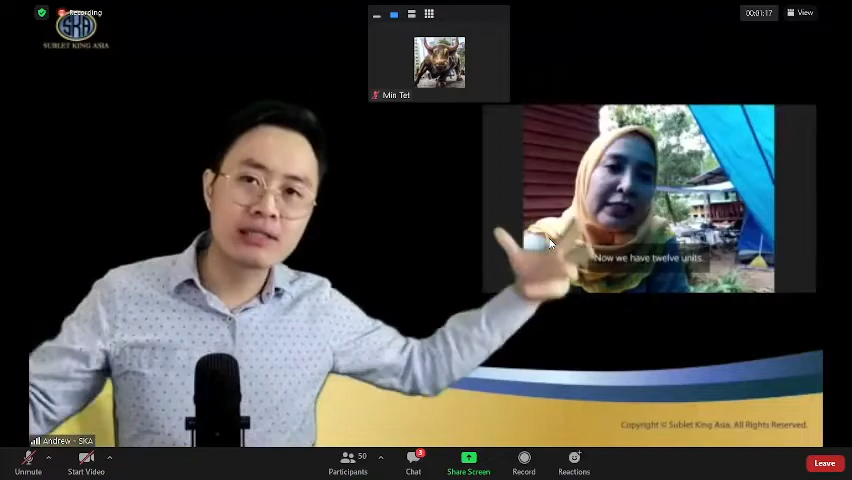 Recording
SKA
SUBLET KING ASIA
00:01:17
View
Min Tet
Now we have twelve units.
Copyright © Sublet King Asia. All Rights Reserved.
Andrew - SKA
Unmute
Start Video
50
Participants
3
Chat
Share Screen
Record
Reactions
Leave